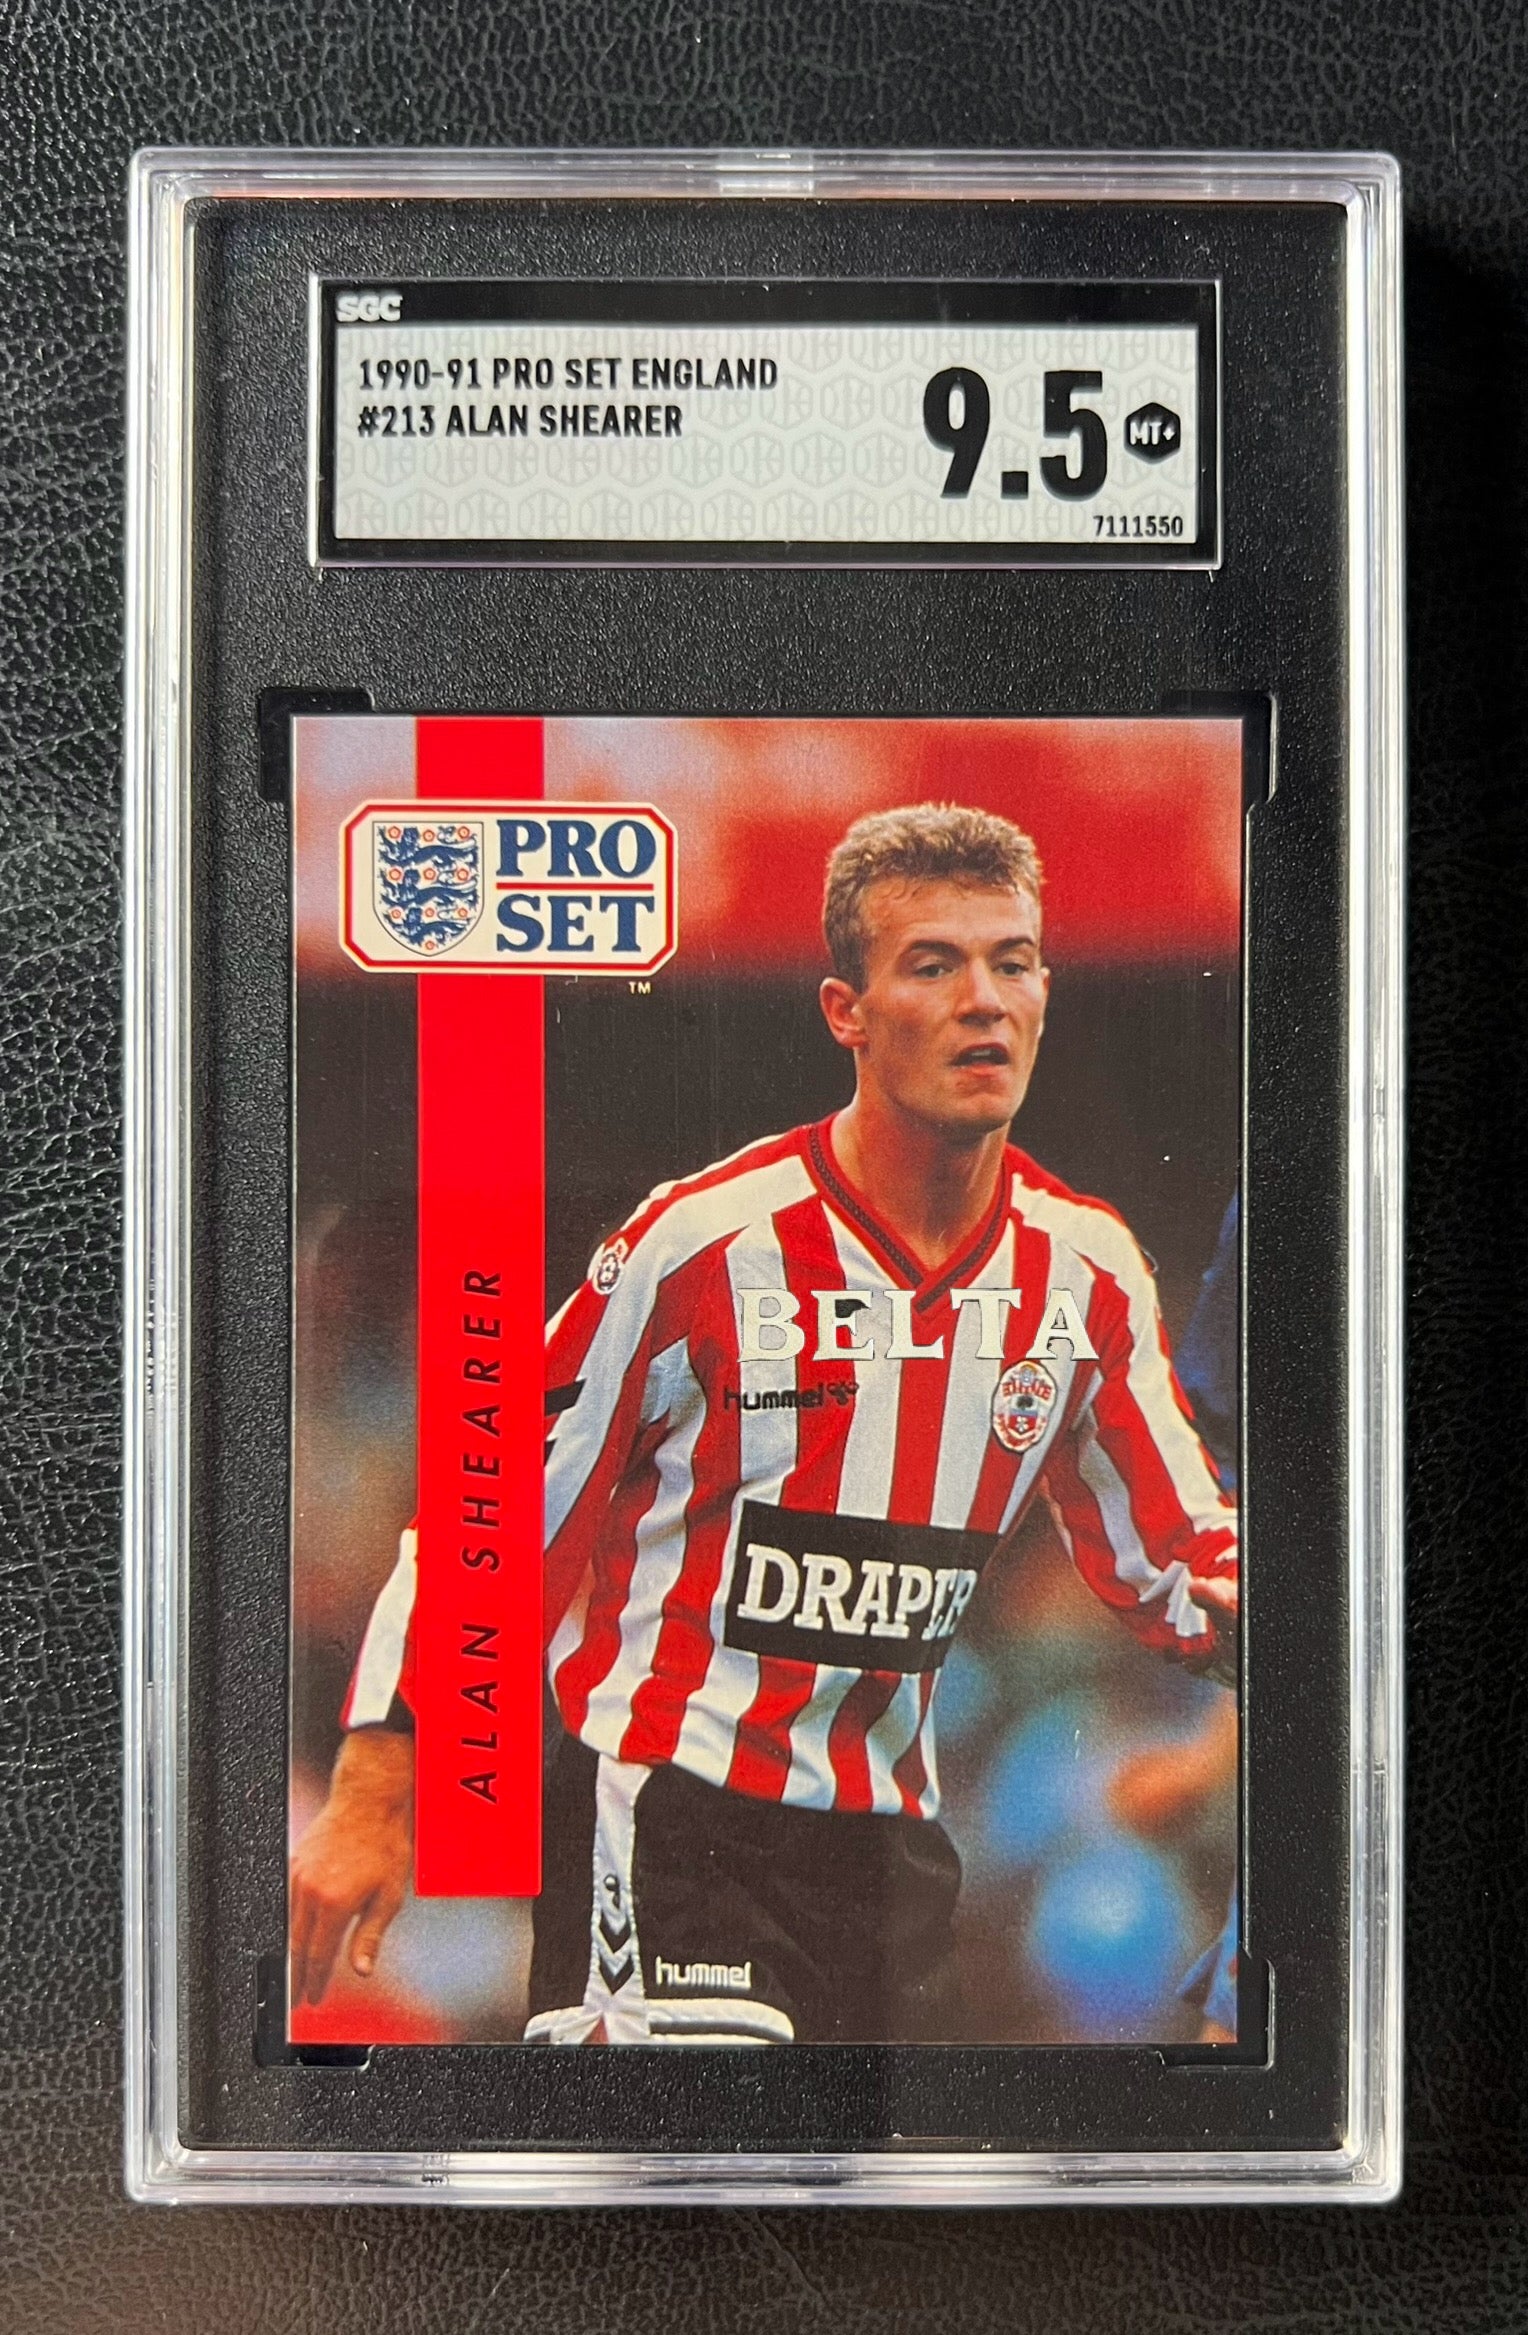 SGC
1990-91 PRO SET ENGLAND
#213 ALAN SHEARER
9.5
MT+
7111550
PRO
SET
TM
ALAN SHEARER
BELTA
hummel
DRAPER
hummel